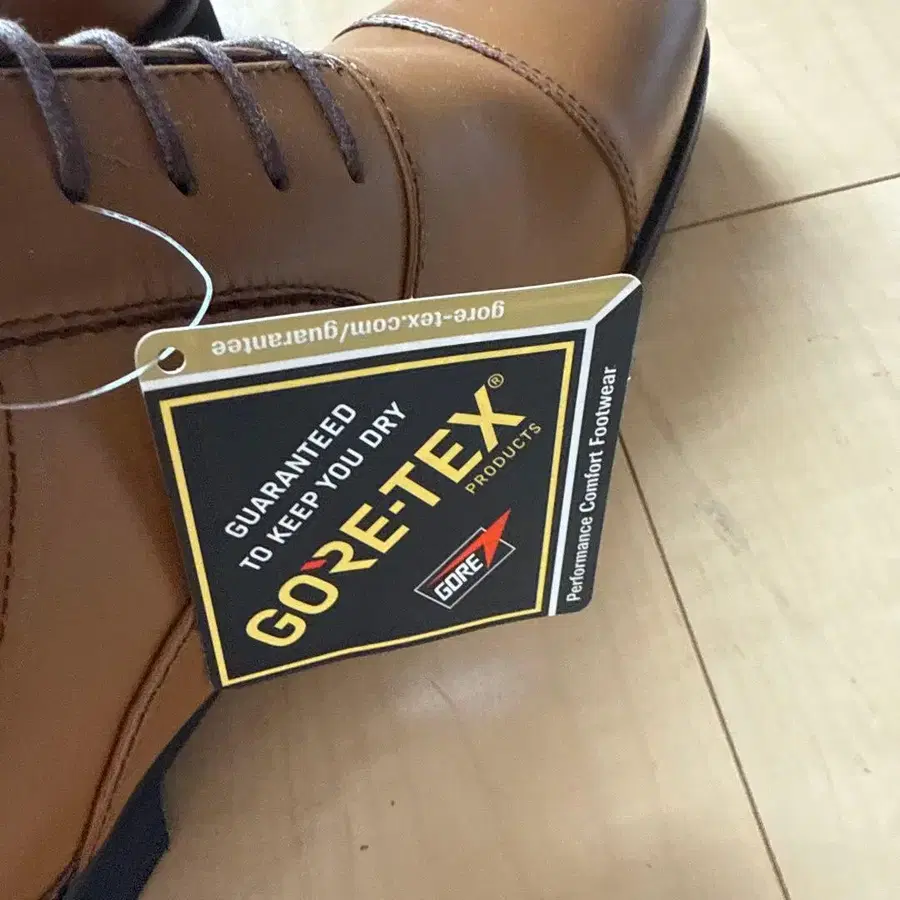 gore-tex.com/guarantee
GUARANTEED
TO KEEP YOU DRY
GORE-TEX®
PRODUCTS
GORE
Performance Comfort Footwear